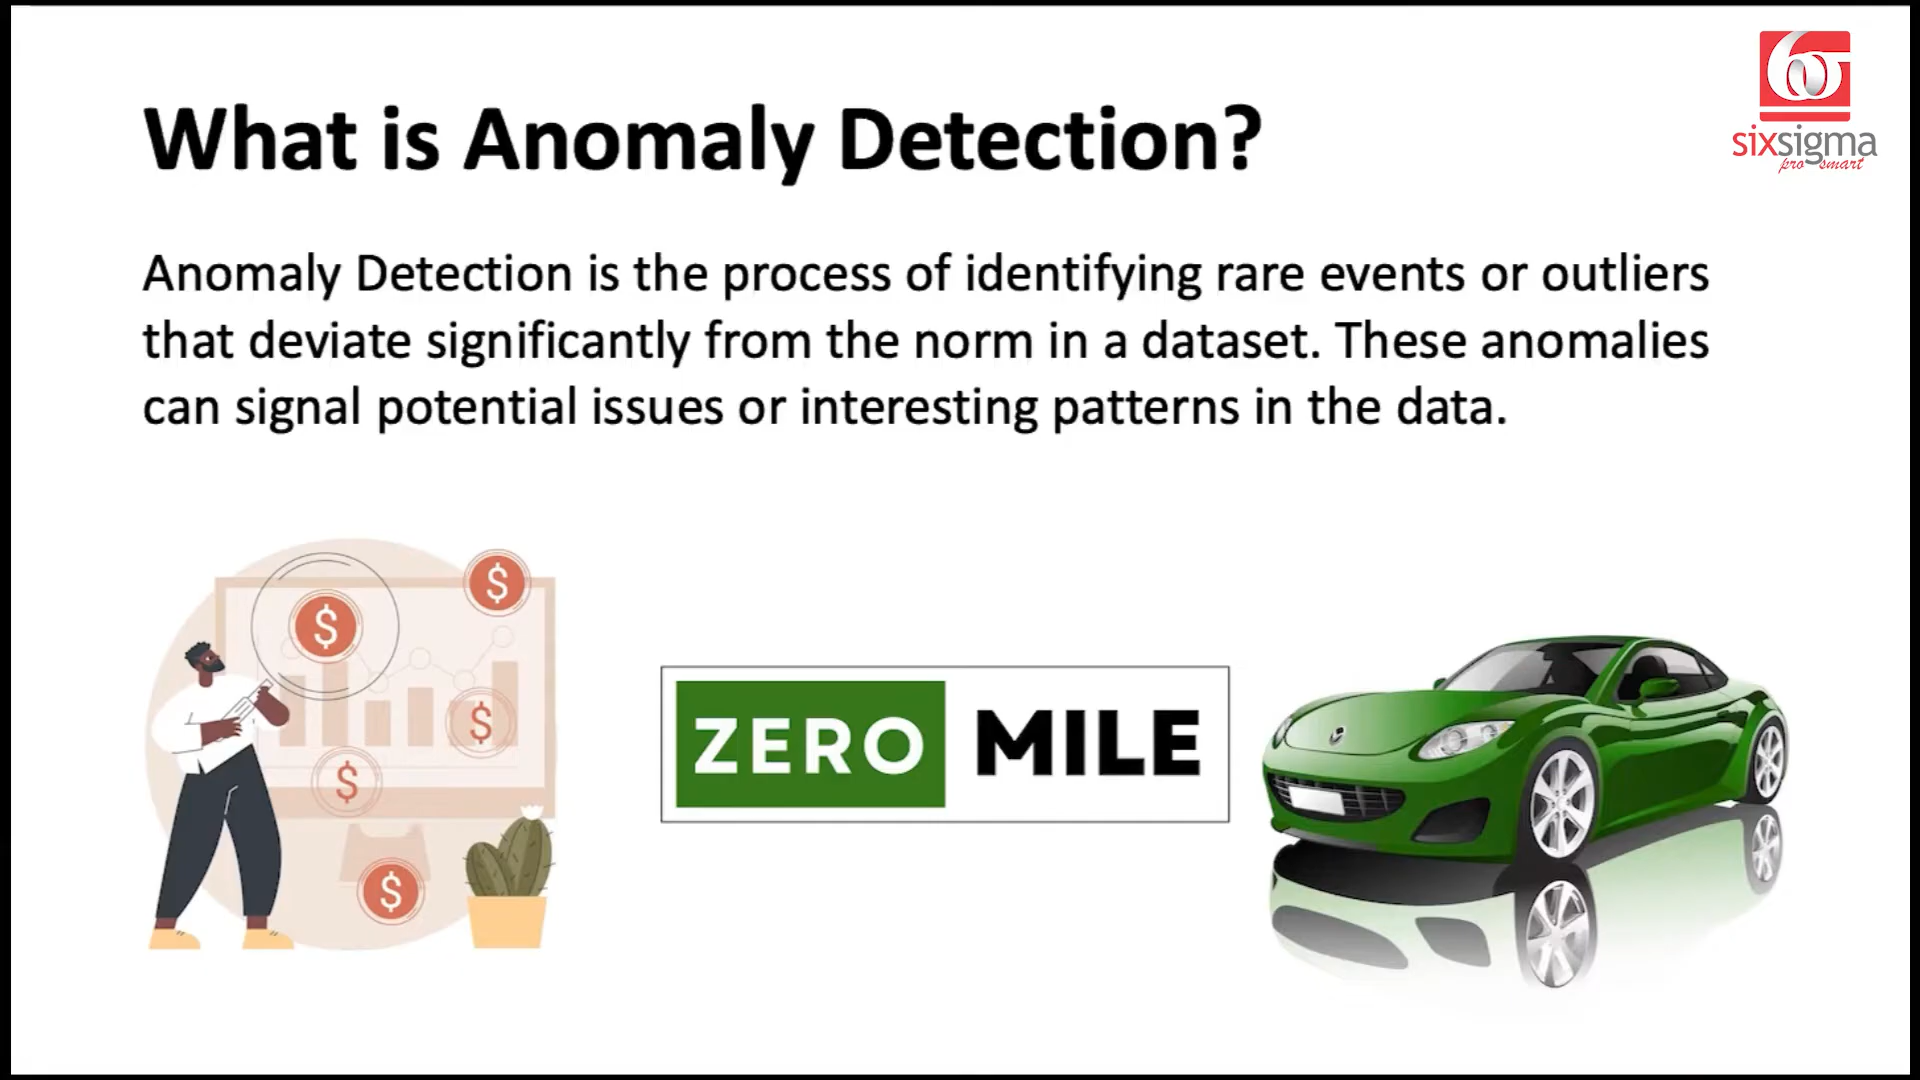 What is Anomaly Detection?
6σ
sixsigma
pro smart
Anomaly Detection is the process of identifying rare events or outliers
that deviate significantly from the norm in a dataset. These anomalies
can signal potential issues or interesting patterns in the data.
$
$
$
$
$
ZERO MILE